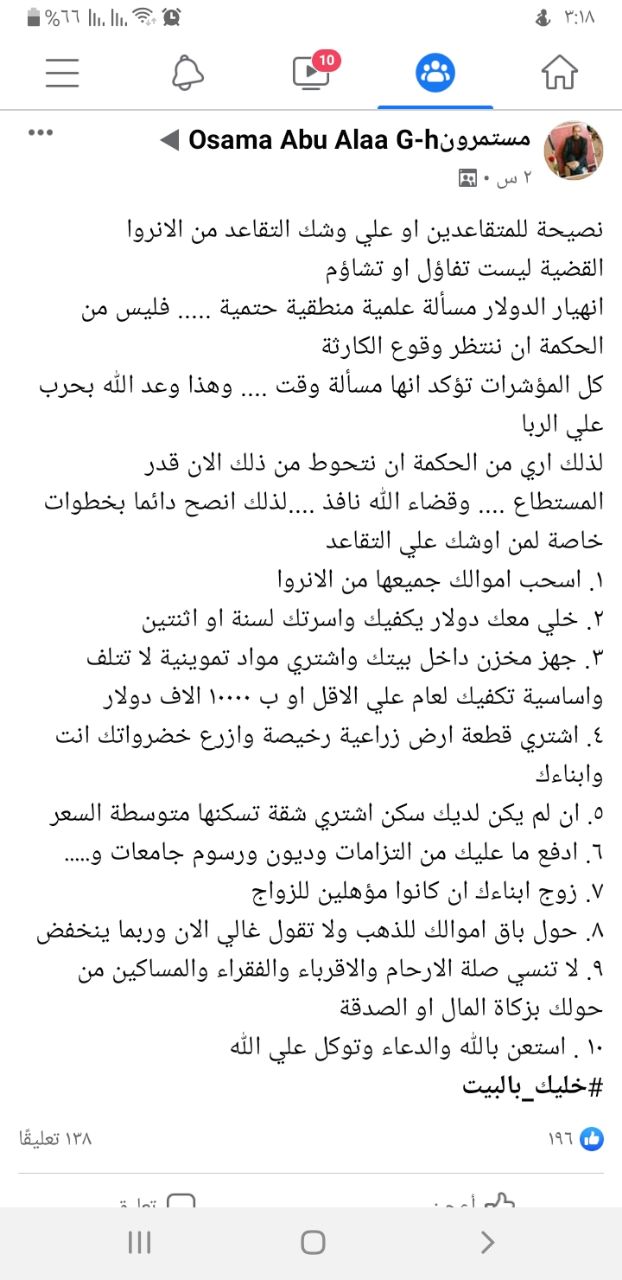 %٦٦ ٣:١٨
10
Osama Abu Alaa G-h ◀ مستمرون
٢ س •
نصيحة للمتقاعدين او علي وشك التقاعد من الانروا
القضية ليست تفاؤل او تشاؤم
انهيار الدولار مسألة علمية منطقية حتمية ..... فليس من
الحكمة ان ننتظر وقوع الكارثة
كل المؤشرات تؤكد انها مسألة وقت .... وهذا وعد الله بحرب
علي الربا
لذلك اري من الحكمة ان نتحوط من ذلك الان قدر
المستطاع .... وقضاء الله نافذ ....لذلك انصح دائما بخطوات
خاصة لمن اوشك علي التقاعد
١. اسحب اموالك جميعها من الانروا
٢. خلي معك دولار يكفيك واسرتك لسنة او اثنتين
٣. جهز مخزن داخل بيتك واشتري مواد تموينية لا تتلف
واساسية تكفيك لعام علي الاقل او ب ١٠٠٠٠ الاف دولار
٤. اشتري قطعة ارض زراعية رخيصة وازرع خضرواتك انت
وابناءك
٥. ان لم يكن لديك سكن اشتري شقة تسكنها متوسطة السعر
٦. ادفع ما عليك من التزامات وديون ورسوم جامعات و.....
٧. زوج ابناءك ان كانوا مؤهلين للزواج
٨. حول باق اموالك للذهب ولا تقول غالي الان وربما ينخفض
٩. لا تنسي صلة الارحام والاقرباء والفقراء والمساكين من
حولك بزكاة المال او الصدقة
١٠ . استعن بالله والدعاء وتوكل علي الله
#خليك_بالبيت
١٩٦ ١٣٨ تعليقًا